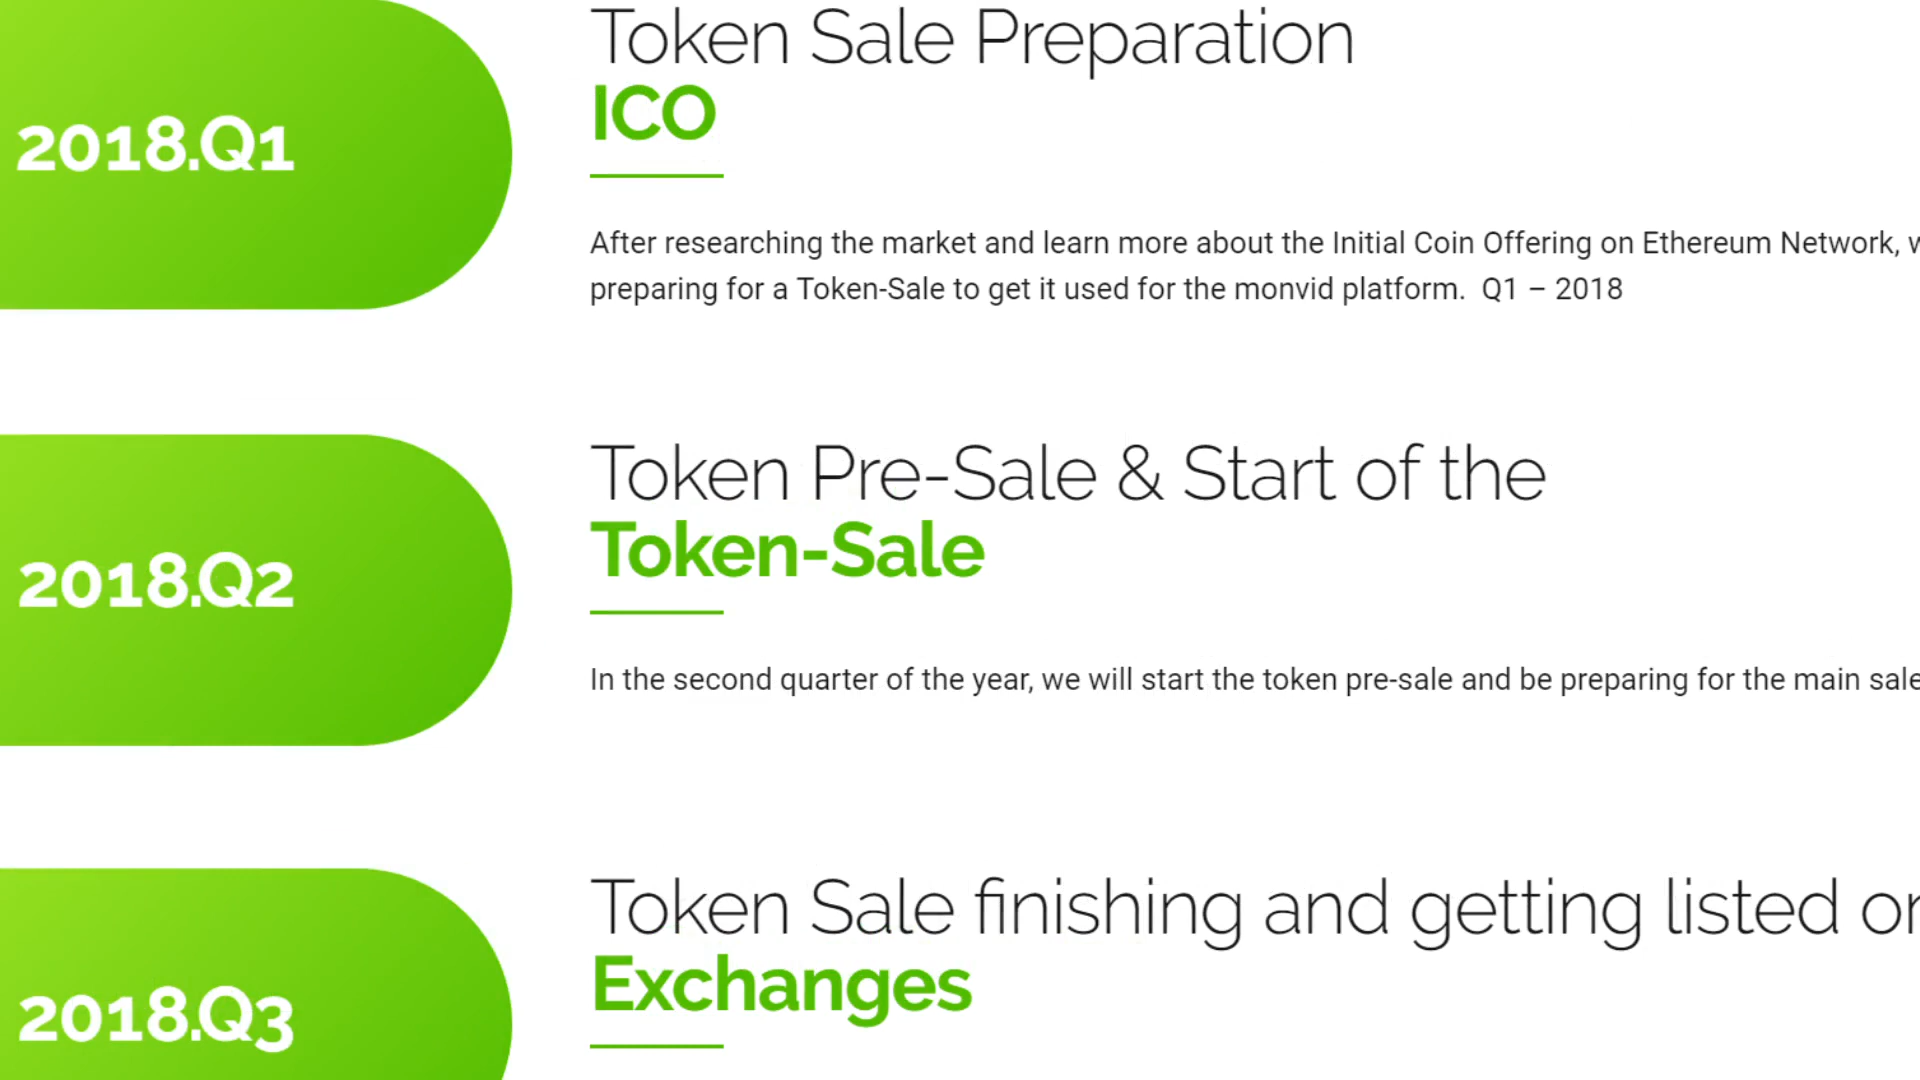 2018.Q1
Token Sale Preparation
ICO
After researching the market and learn more about the Initial Coin Offering on Ethereum Network,
preparing for a Token-Sale to get it used for the monvid platform. Q1 – 2018
2018.Q2
Token Pre-Sale & Start of the
Token-Sale
In the second quarter of the year, we will start the token pre-sale and be preparing for the main sale
2018.Q3
Token Sale finishing and getting listed on
Exchanges